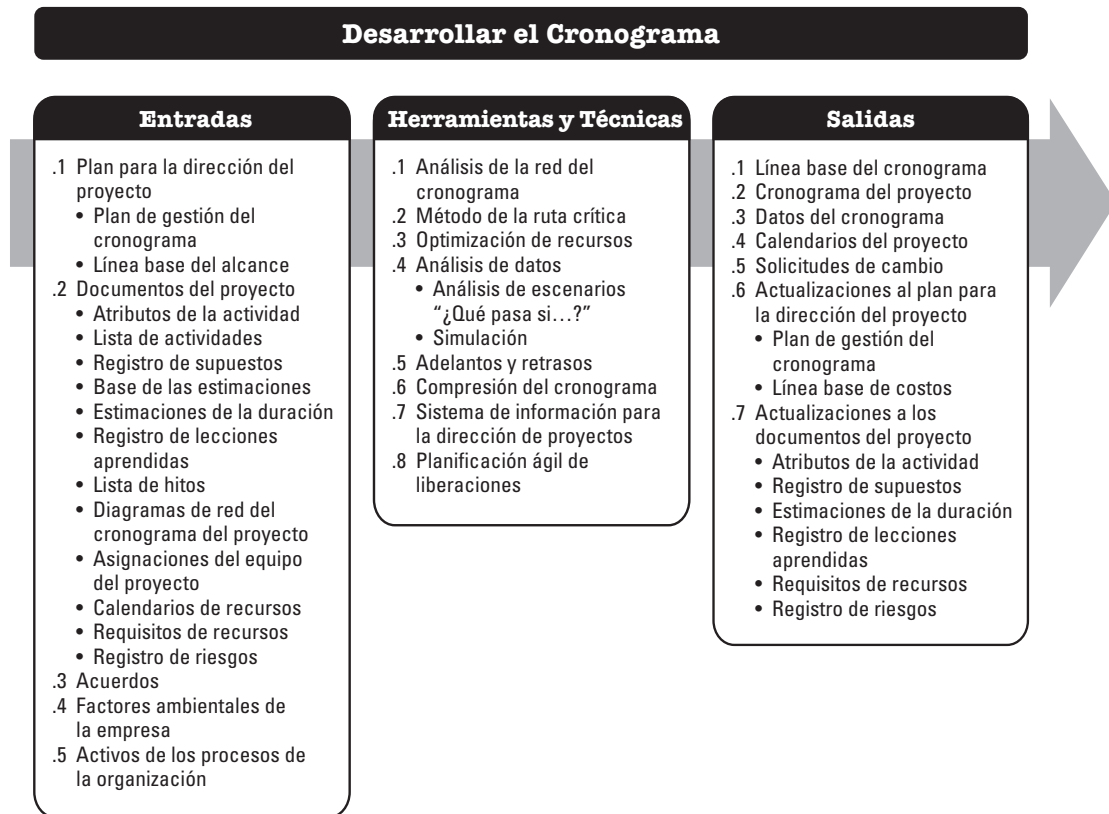 Desarrollar el Cronograma
Entradas
.1 Plan para la dirección del
proyecto
• Plan de gestión del
cronograma
• Línea base del alcance
.2 Documentos del proyecto
• Atributos de la actividad
• Lista de actividades
• Registro de supuestos
• Base de las estimaciones
• Estimaciones de la duración
• Registro de lecciones
aprendidas
• Lista de hitos
• Diagramas de red del
cronograma del proyecto
• Asignaciones del equipo
del proyecto
• Calendarios de recursos
• Requisitos de recursos
• Registro de riesgos
.3 Acuerdos
.4 Factores ambientales de
la empresa
.5 Activos de los procesos de
la organización
Herramientas y Técnicas
.1 Análisis de la red del
cronograma
.2 Método de la ruta crítica
.3 Optimización de recursos
.4 Análisis de datos
• Análisis de escenarios
“¿Qué pasa si…?”
• Simulación
.5 Adelantos y retrasos
.6 Compresión del cronograma
.7 Sistema de información para
la dirección de proyectos
.8 Planificación ágil de
liberaciones
Salidas
.1 Línea base del cronograma
.2 Cronograma del proyecto
.3 Datos del cronograma
.4 Calendarios del proyecto
.5 Solicitudes de cambio
.6 Actualizaciones al plan para
la dirección del proyecto
• Plan de gestión del
cronograma
• Línea base de costos
.7 Actualizaciones a los
documentos del proyecto
• Atributos de la actividad
• Registro de supuestos
• Estimaciones de la duración
• Registro de lecciones
aprendidas
• Requisitos de recursos
• Registro de riesgos